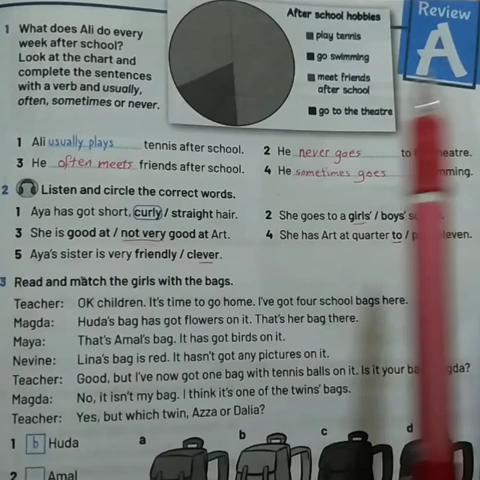 After school hobbies
play tennis
go swimming
meet friends
after school
go to the theatre
Review
A
1 What does Ali do every
week after school?
Look at the chart and
complete the sentences
with a verb and usually,
often, sometimes or never.
1 Ali usually plays tennis after school.
2 He never goes to heatre.
3 He often meets friends after school.
4 He sometimes goes mming.
2 Listen and circle the correct words.
1 Aya has got short, curly / straight hair.
2 She goes to a girls' / boys'
3 She is good at / not very good at Art.
4 She has Art at quarter to / leven.
5 Aya's sister is very friendly / clever.
3 Read and match the girls with the bags.
Teacher: OK children. It's time to go home. I've got four school bags here.
Magda: Huda's bag has got flowers on it. That's her bag there.
Maya: That's Amal's bag. It has got birds on it.
Nevine: Lina's bag is red. It hasn't got any pictures on it.
Teacher: Good, but I've now got one bag with tennis balls on it. Is it your ba gda?
Magda: No, it isn't my bag. I think it's one of the twins' bags.
Teacher: Yes, but which twin, Azza or Dalia?
1 b Huda
a
b
c
d
2 Amal